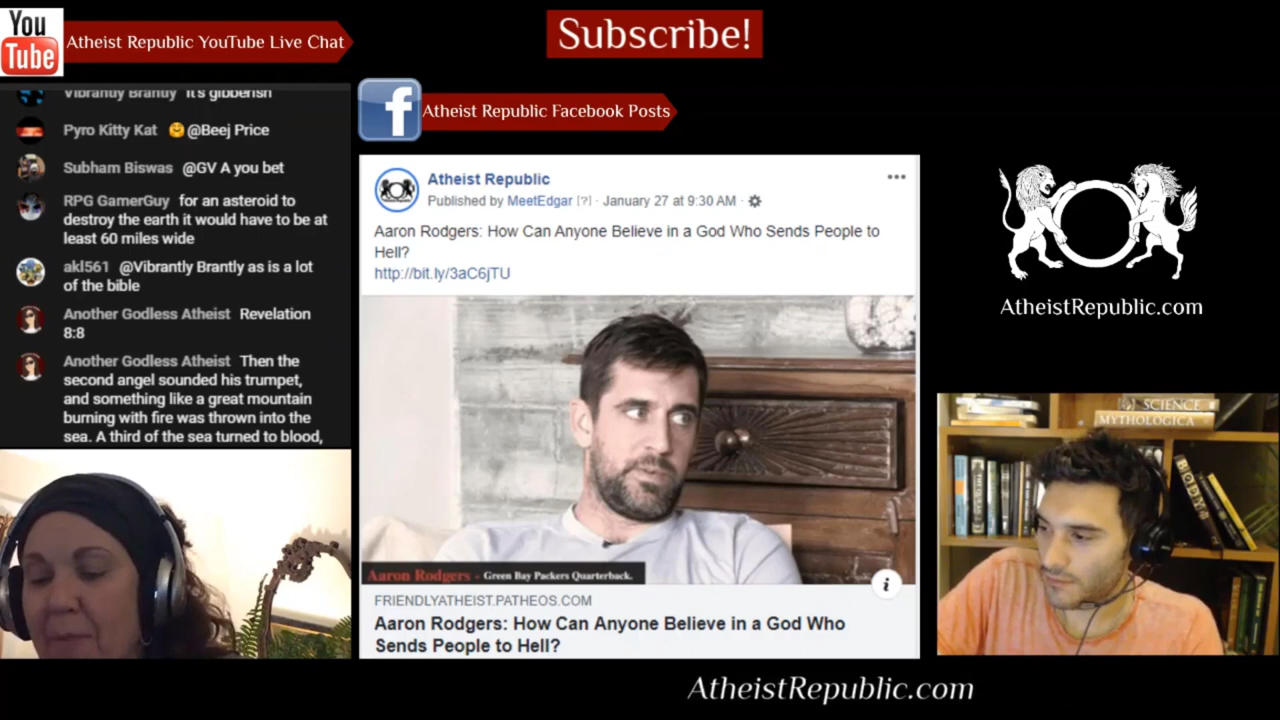 You
Tube
Atheist Republic YouTube Live Chat
Subscribe!
Vibrantly Brantly It's gibberish
Pyro Kitty Kat @Beej Price
Subham Biswas @GV A you bet
RPG GamerGuy for an asteroid to
destroy the earth it would have to be at
least 60 miles wide
akl561 @Vibrantly Brantly as is a lot
of the bible
Another Godless Atheist Revelation
8:8
Another Godless Atheist Then the
second angel sounded his trumpet,
and something like a great mountain
burning with fire was thrown into the
sea. A third of the sea turned to blood,
f
Atheist Republic Facebook Posts
Atheist Republic
Published by MeetEdgar [?] · January 27 at 9:30 AM ·
Aaron Rodgers: How Can Anyone Believe in a God Who Sends People to
Hell?
http://bit.ly/3aC6jTU
Aaron Rodgers - Green Bay Packers Quarterback.
i
FRIENDLYATHEIST.PATHEOS.COM
Aaron Rodgers: How Can Anyone Believe in a God Who
Sends People to Hell?
AtheistRepublic.com
SCIENCE
MYTHOLOGICA
BODY
AtheistRepublic.com